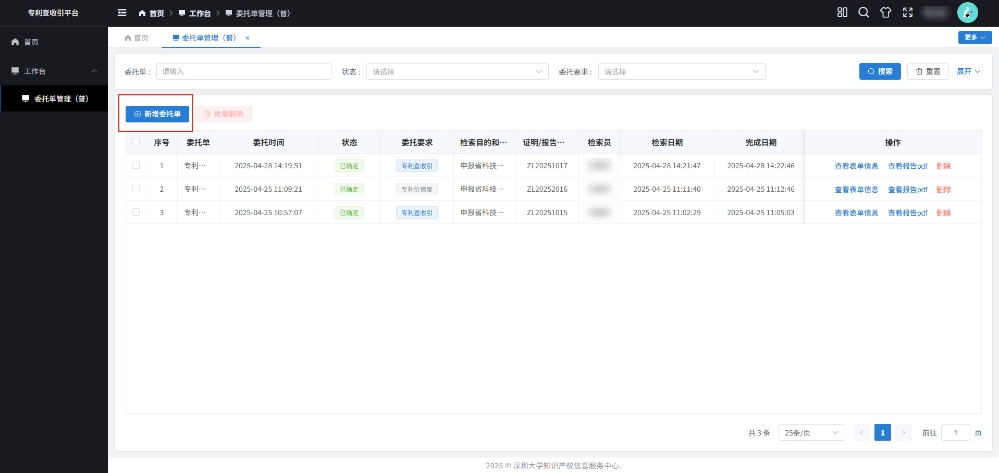 专利查收引平台
首页 > 工作台 > 委托单管理（普）
首页
工作台
委托单管理（普）
首页 委托单管理（普） × 更多
委托单： 请输入 状态： 请选择 委托要求： 请选择 搜索 重置 展开
新增委托单 批量删除
序号 委托单 委托时间 状态 委托要求 检索目的和… 证明/报告… 检索员 检索日期 完成日期 操作
1 专利… 2025-04-28 14:19:51 已确定 专利查收引 申报省科技… ZL20251017 2025-04-28 14:21:47 2025-04-28 14:22:46 查看表单信息 查看报告pdf 删除
2 专利… 2025-04-25 11:09:21 已确定 专利价值度 申报省科技… ZL20252016 2025-04-25 11:11:40 2025-04-25 11:12:46 查看表单信息 查看报告pdf 删除
3 专利… 2025-04-25 10:57:07 已确定 专利查收引 申报省科技… ZL20251015 2025-04-25 11:02:29 2025-04-25 11:05:03 查看表单信息 查看报告pdf 删除
共 3 条 25条/页 < 1 > 前往 1 页
2025 © 深圳大学知识产权信息服务中心.